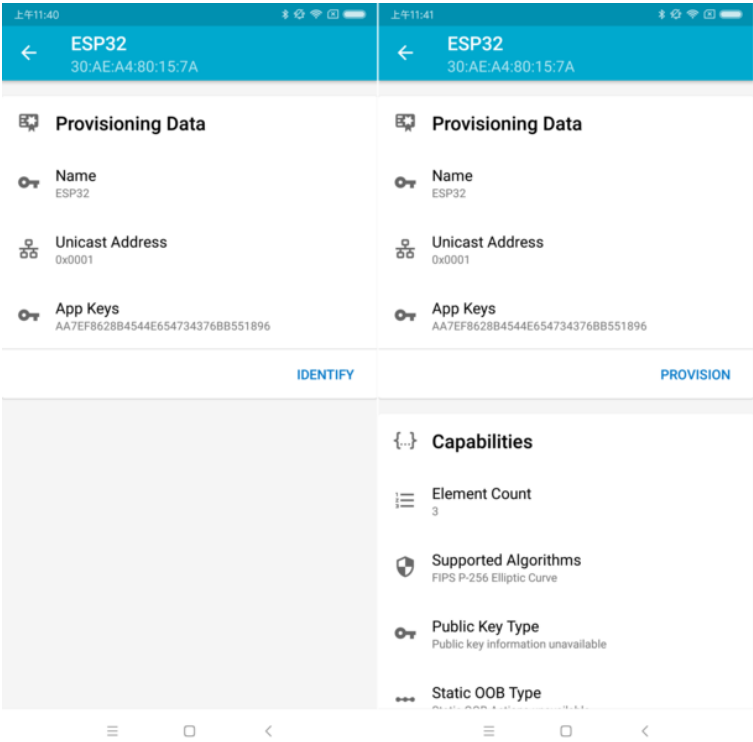 上午11:40
ESP32
30:AE:A4:80:15:7A
Provisioning Data
Name
ESP32
Unicast Address
0x0001
App Keys
AA7EF8628B4544E654734376BB551896
IDENTIFY
上午11:41
ESP32
30:AE:A4:80:15:7A
Provisioning Data
Name
ESP32
Unicast Address
0x0001
App Keys
AA7EF8628B4544E654734376BB551896
PROVISION
{...} Capabilities
Element Count
3
Supported Algorithms
FIPS P-256 Elliptic Curve
Public Key Type
Public key information unavailable
Static OOB Type